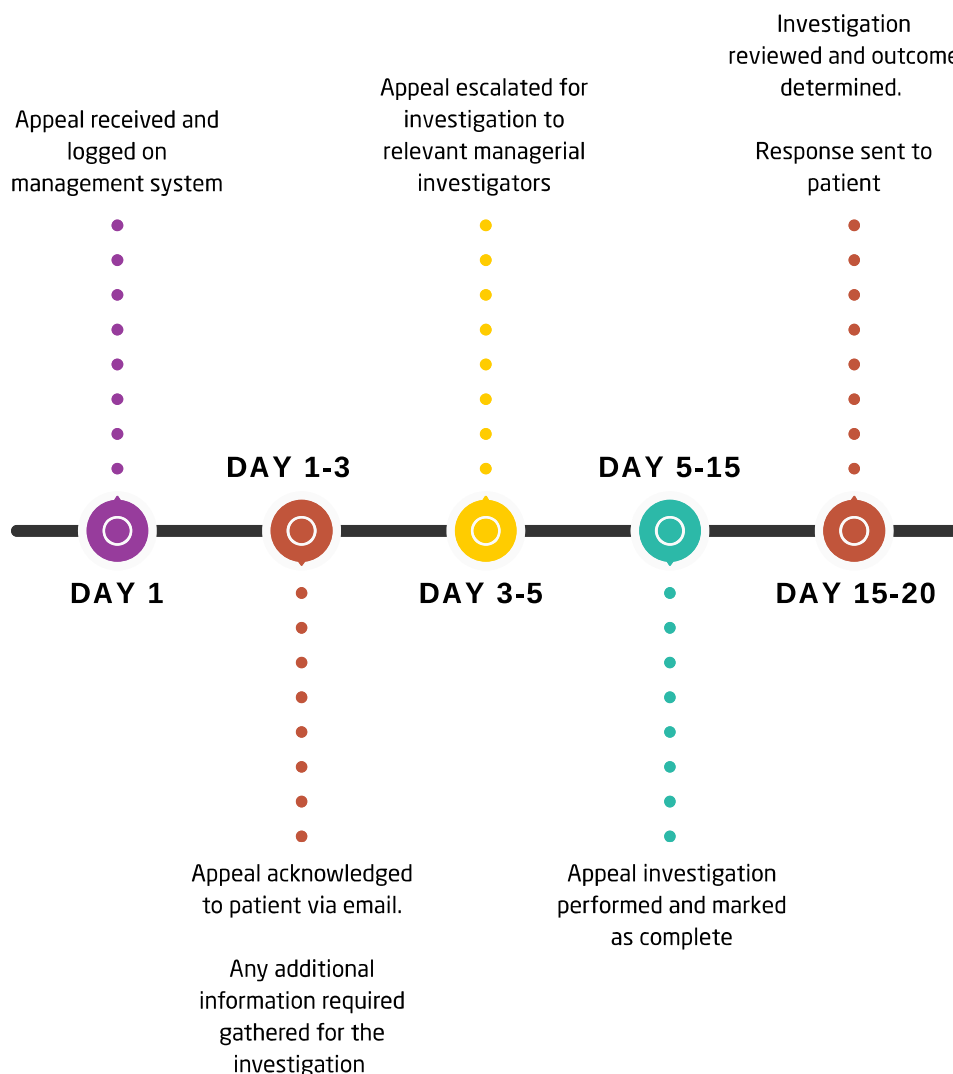 Appeal received and
logged on
management system
DAY 1
DAY 1-3
Appeal acknowledged
to patient via email.
Any additional
information required
gathered for the
investigation
Appeal escalated for
investigation to
relevant managerial
investigators
DAY 3-5
DAY 5-15
Appeal investigation
performed and marked
as complete
Investigation
reviewed and outcome
determined.
Response sent to
patient
DAY 15-20